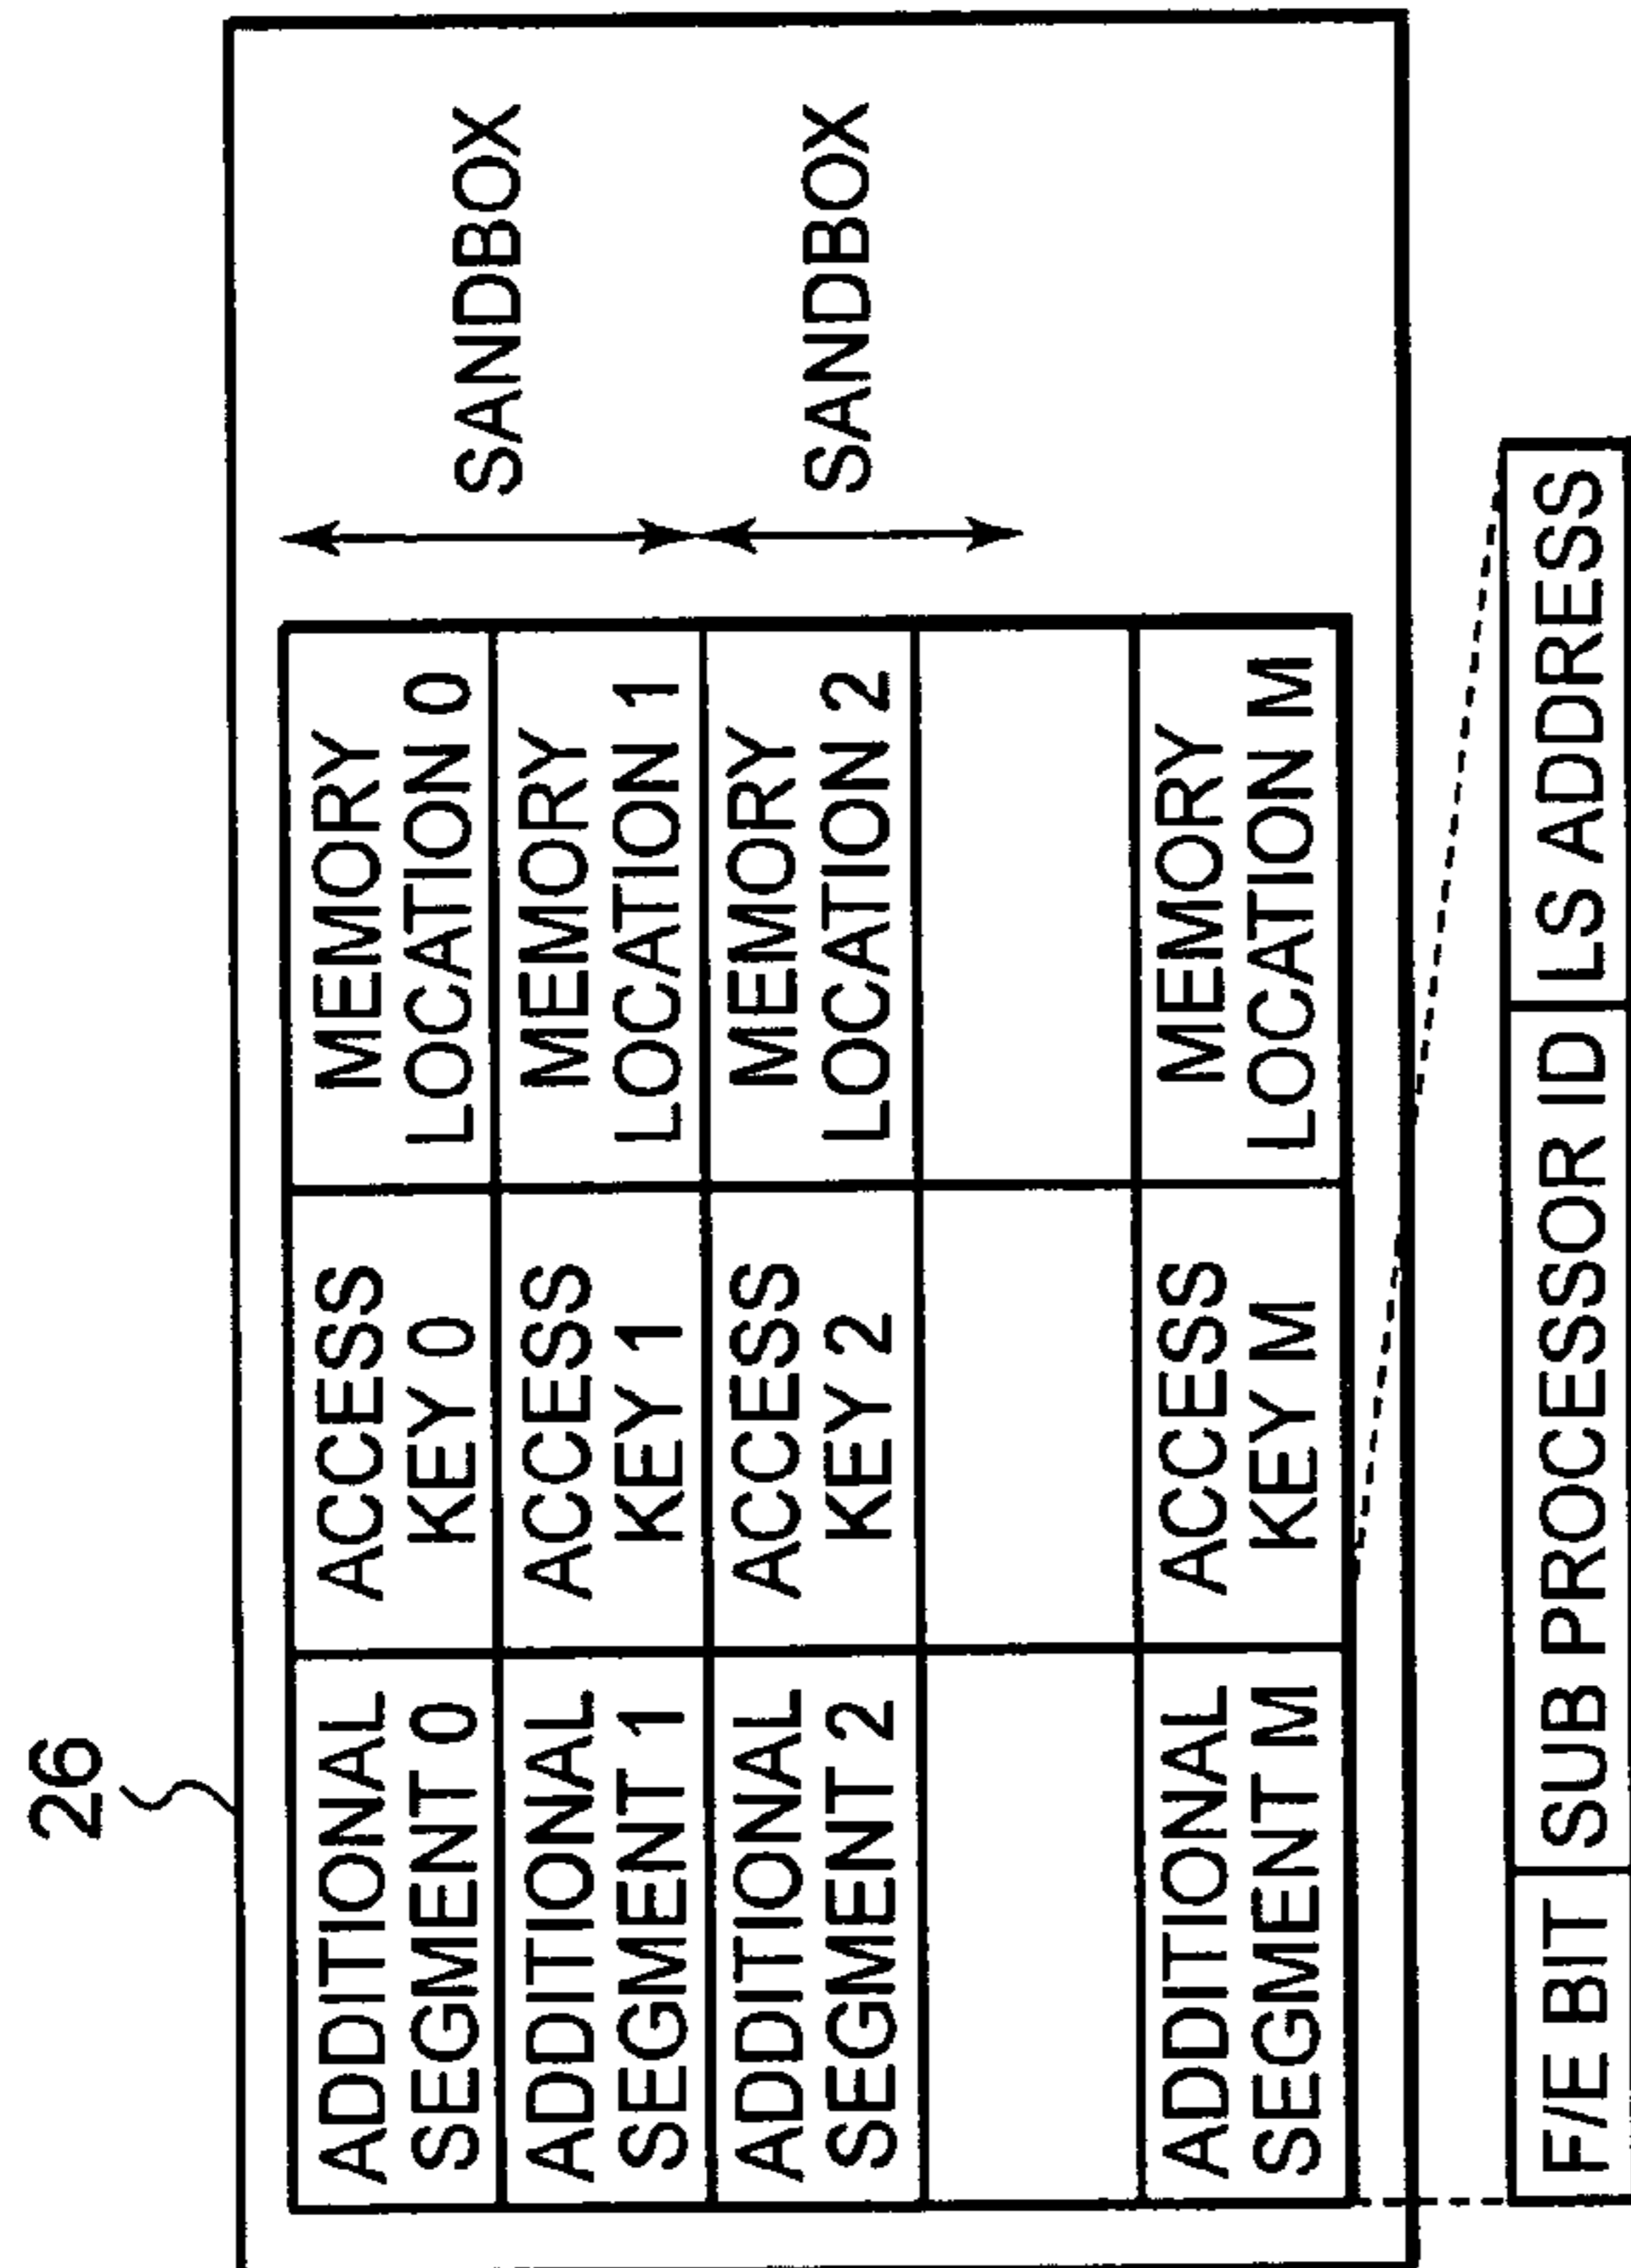 26
ADDITIONAL
SEGMENT 0
ACCESS
KEY 0
MEMORY
LOCATION 0
SANDBOX
ADDITIONAL
SEGMENT 1
ACCESS
KEY 1
MEMORY
LOCATION 1
ADDITIONAL
SEGMENT 2
ACCESS
KEY 2
MEMORY
LOCATION 2
SANDBOX
ADDITIONAL
SEGMENT M
ACCESS
KEY M
MEMORY
LOCATION M
F/E BIT
SUB PROCESSOR ID
LS ADDRESS